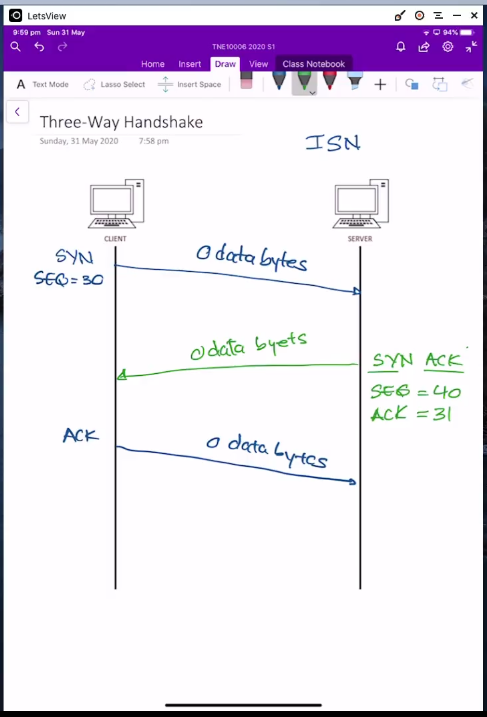 LetsView
9:59 pm Sun 31 May
94%
TNE10006 2020 S1
Home Insert Draw View Class Notebook
A Text Mode Lasso Select Insert Space
Three-Way Handshake
Sunday, 31 May 2020 7:58 pm
ISN
CLIENT
SERVER
SYN
SEQ=30
0 data bytes
0 data byets
SYN ACK
SEQ = 40
ACK = 31
ACK
0 data bytes